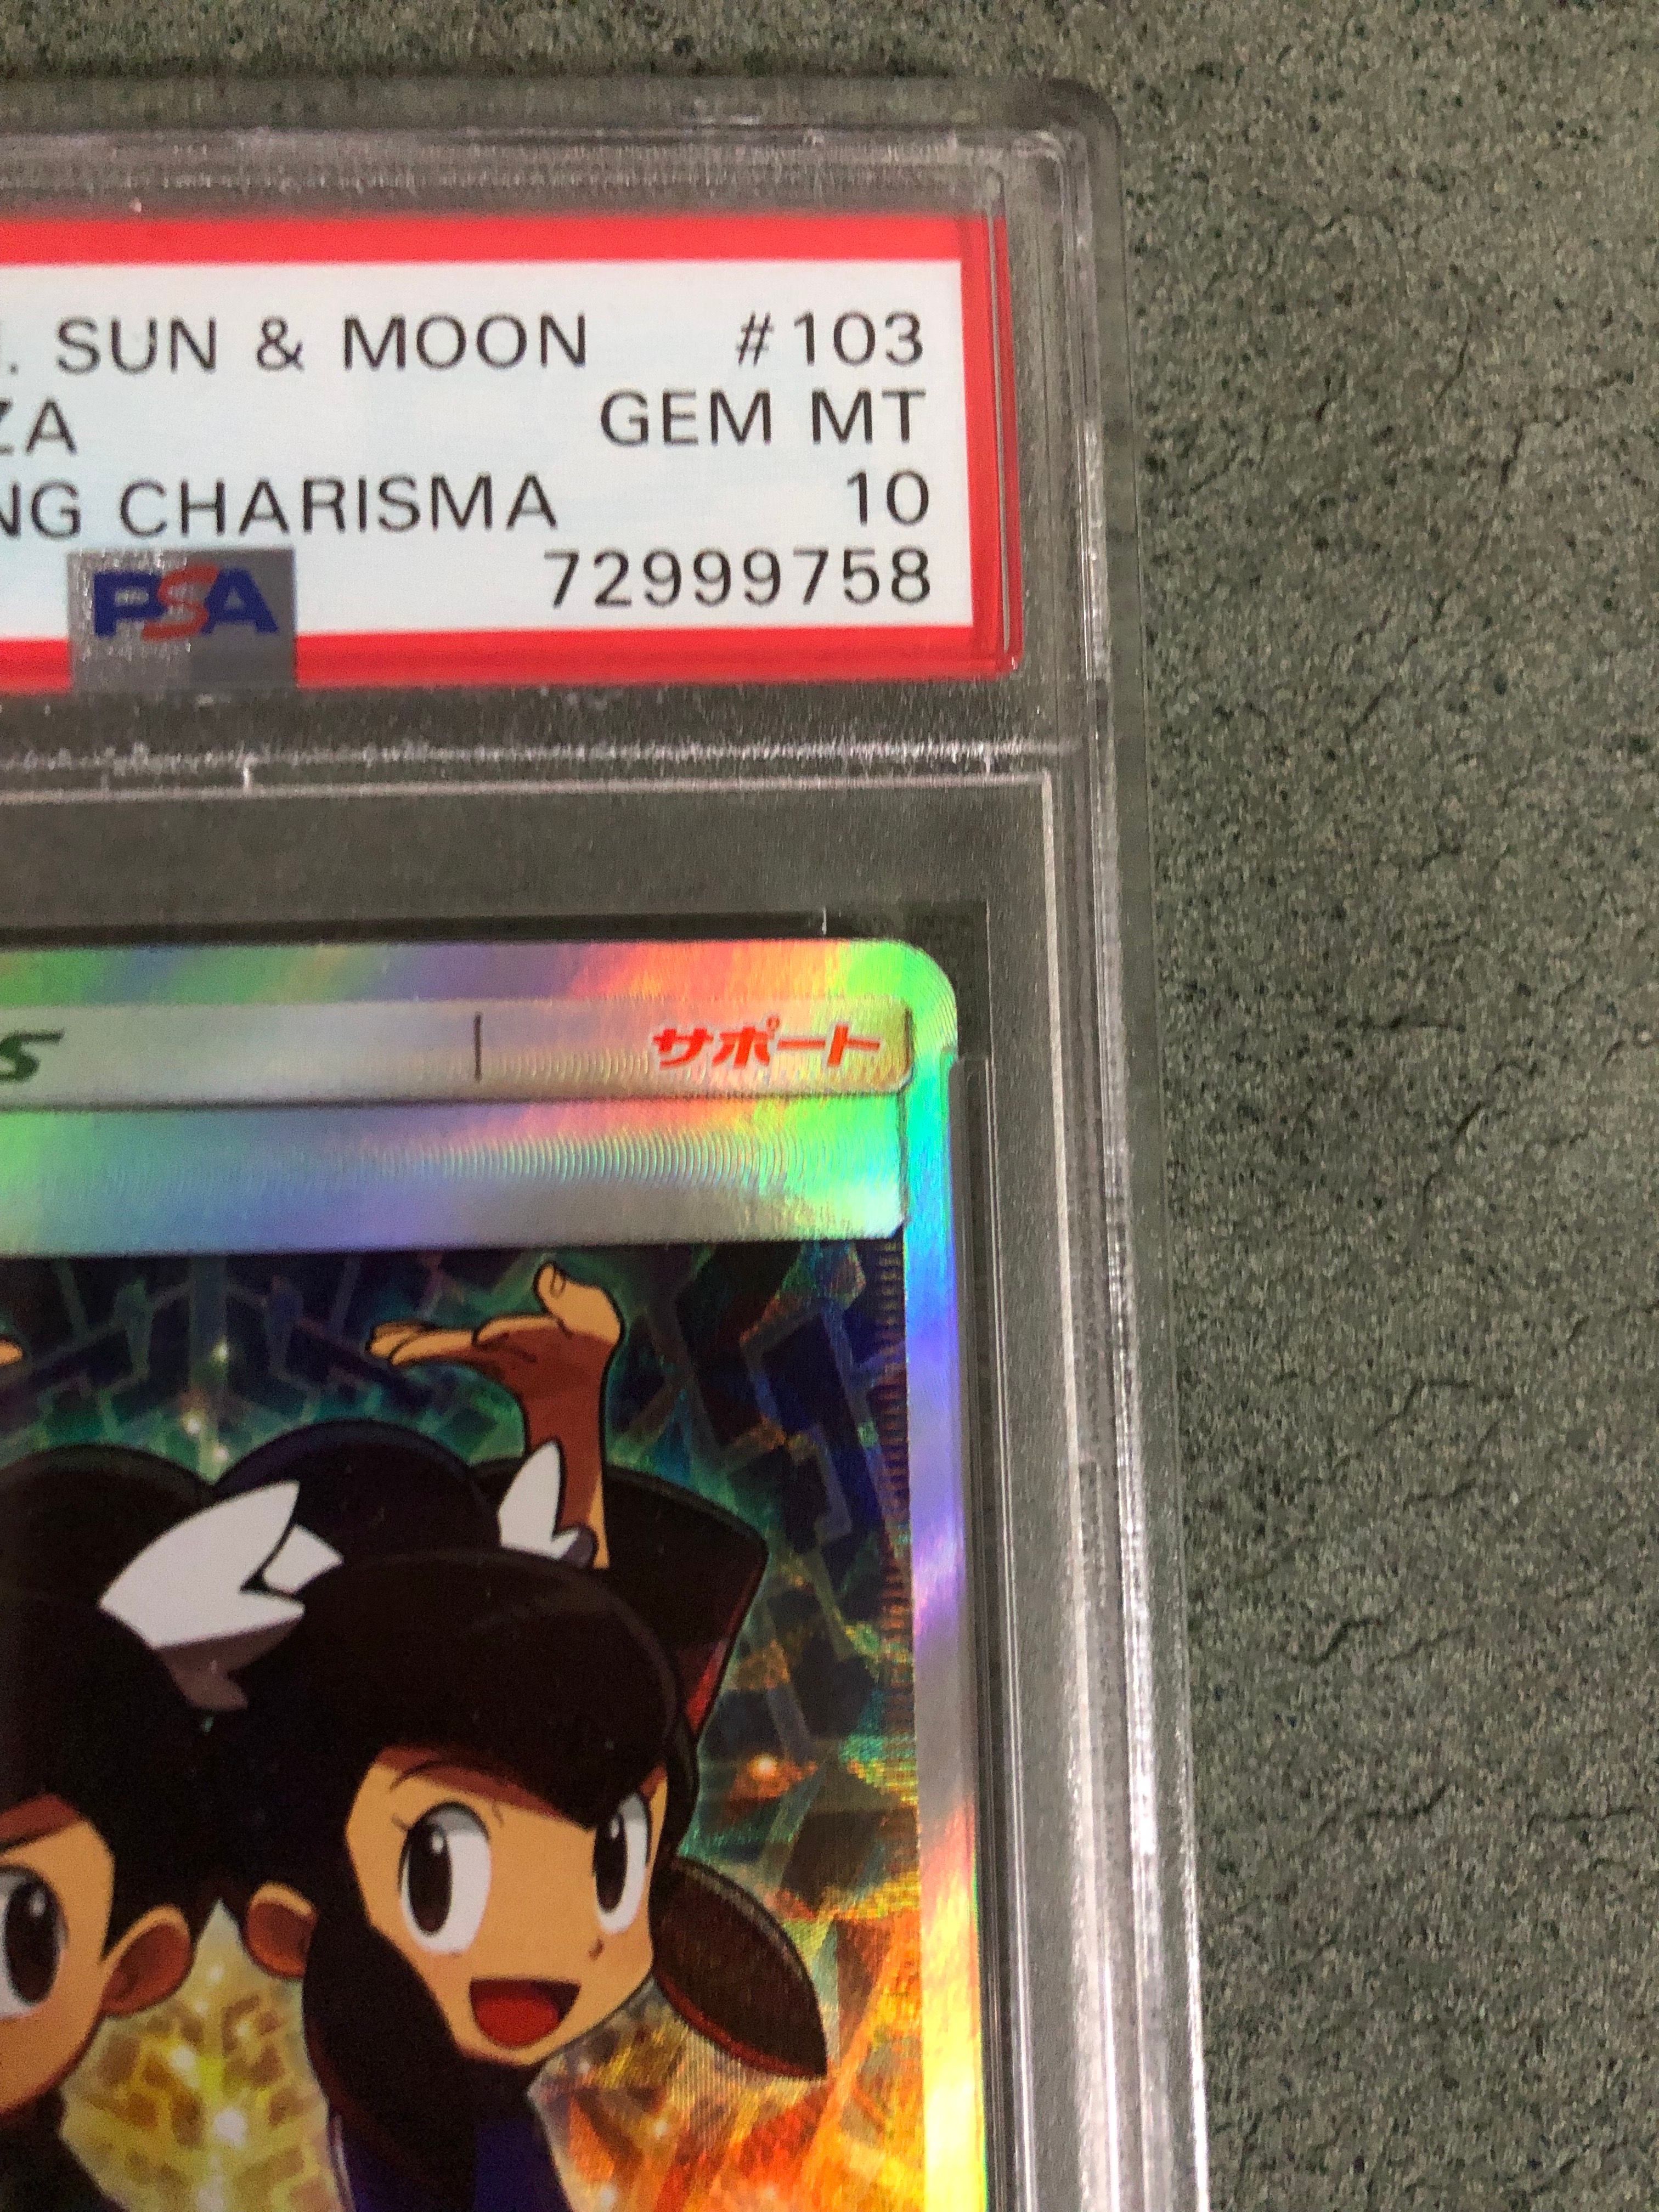 . SUN & MOON #103
ZA GEM MT
NG CHARISMA 10
PSA 72999758
S サポート